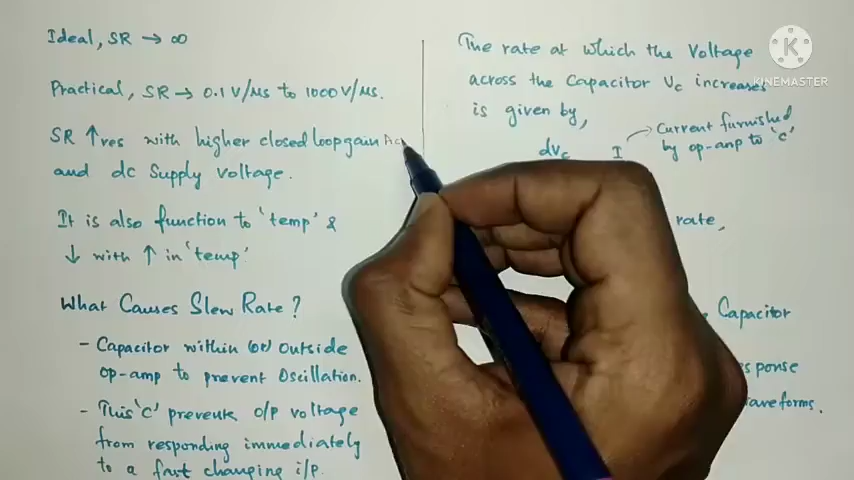 Ideal, SR → ∞
Practical, SR → 0.1 V/μs to 1000 V/μs.
SR ↑res with higher closed loop gain
and dc Supply voltage.
It is also function to 'temp' &
↓ with ↑ in 'temp'
What Causes Slew Rate?
- Capacitor within (or) outside
op-amp to prevent Oscillation.
- This 'C' prevents o/p voltage
from responding immediately
to a fast changing i/p.
The rate at which the Voltage
across the Capacitor Vc increases
is given by,
dVc I → Current furnished
by op-amp to 'C'
rate,
Capacitor
waveforms.
K
KINEMASTER